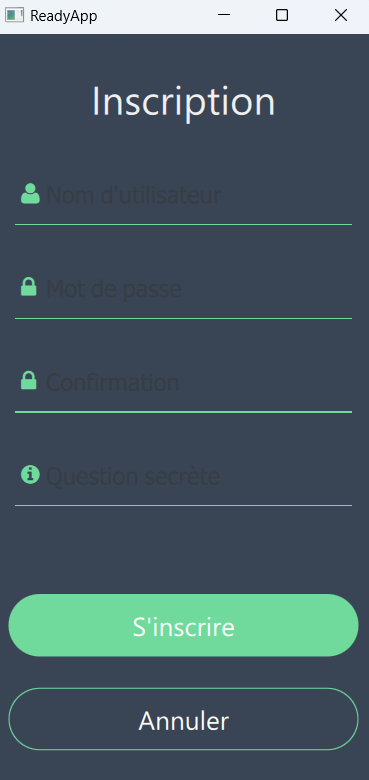 ReadyApp
Inscription
Nom d'utilisateur
Mot de passe
Confirmation
Question secrète
S'inscrire
Annuler